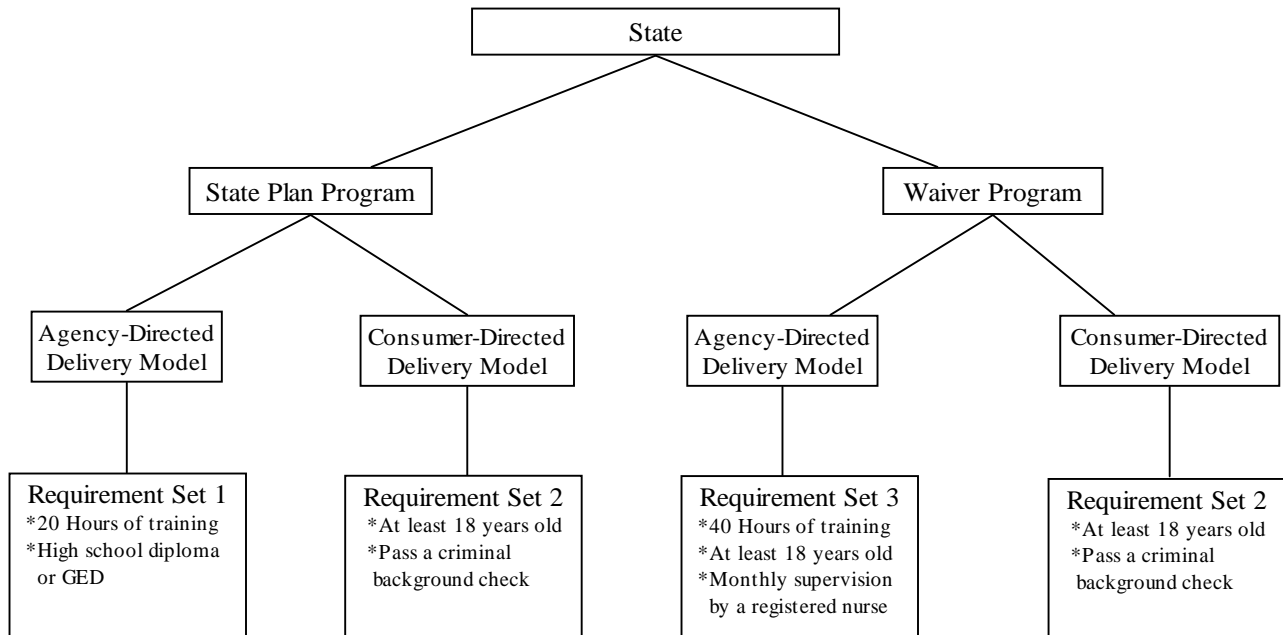 State
State Plan Program
Waiver Program
Agency-Directed
Delivery Model
Consumer-Directed
Delivery Model
Agency-Directed
Delivery Model
Consumer-Directed
Delivery Model
Requirement Set 1
*20 Hours of training
*High school diploma
or GED
Requirement Set 2
*At least 18 years old
*Pass a criminal
background check
Requirement Set 3
*40 Hours of training
*At least 18 years old
*Monthly supervision
by a registered nurse
Requirement Set 2
*At least 18 years old
*Pass a criminal
background check